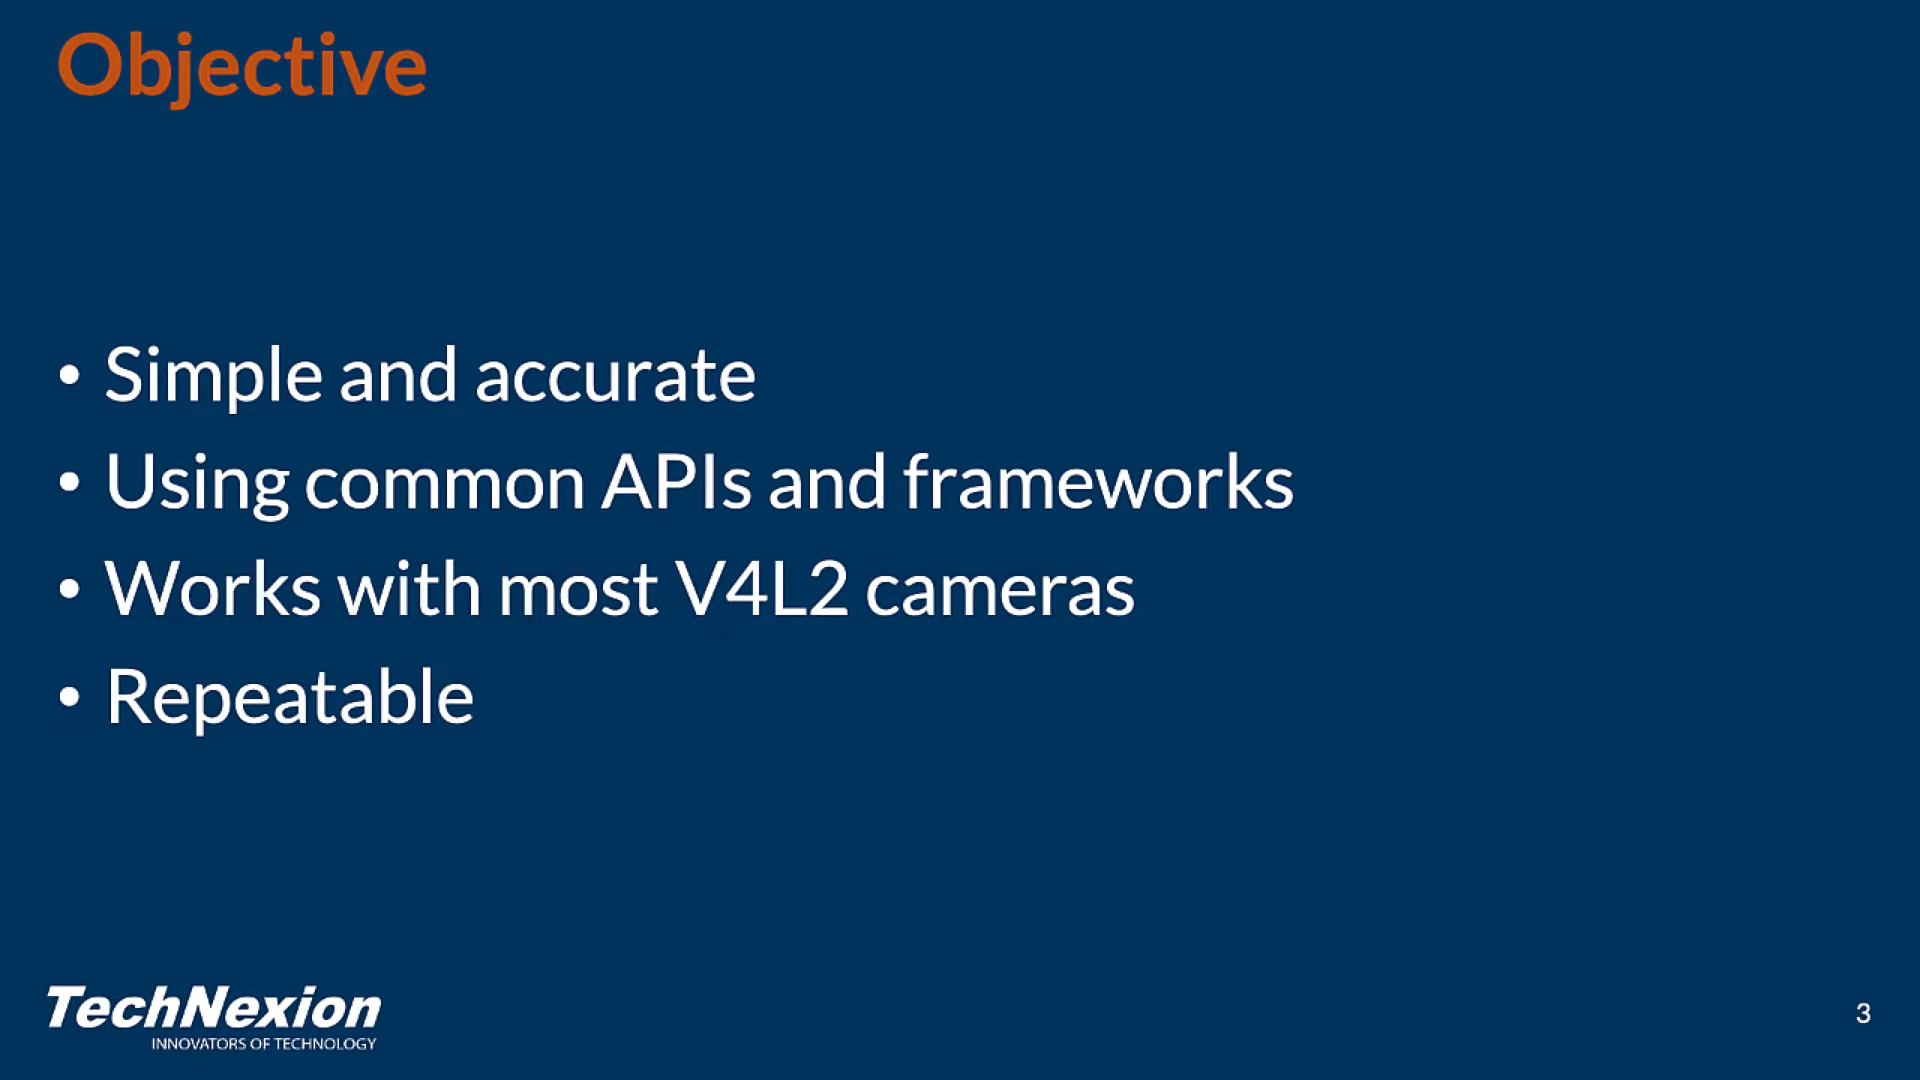 Objective
• Simple and accurate
• Using common APIs and frameworks
• Works with most V4L2 cameras
• Repeatable
TechNexion
INNOVATORS OF TECHNOLOGY
3